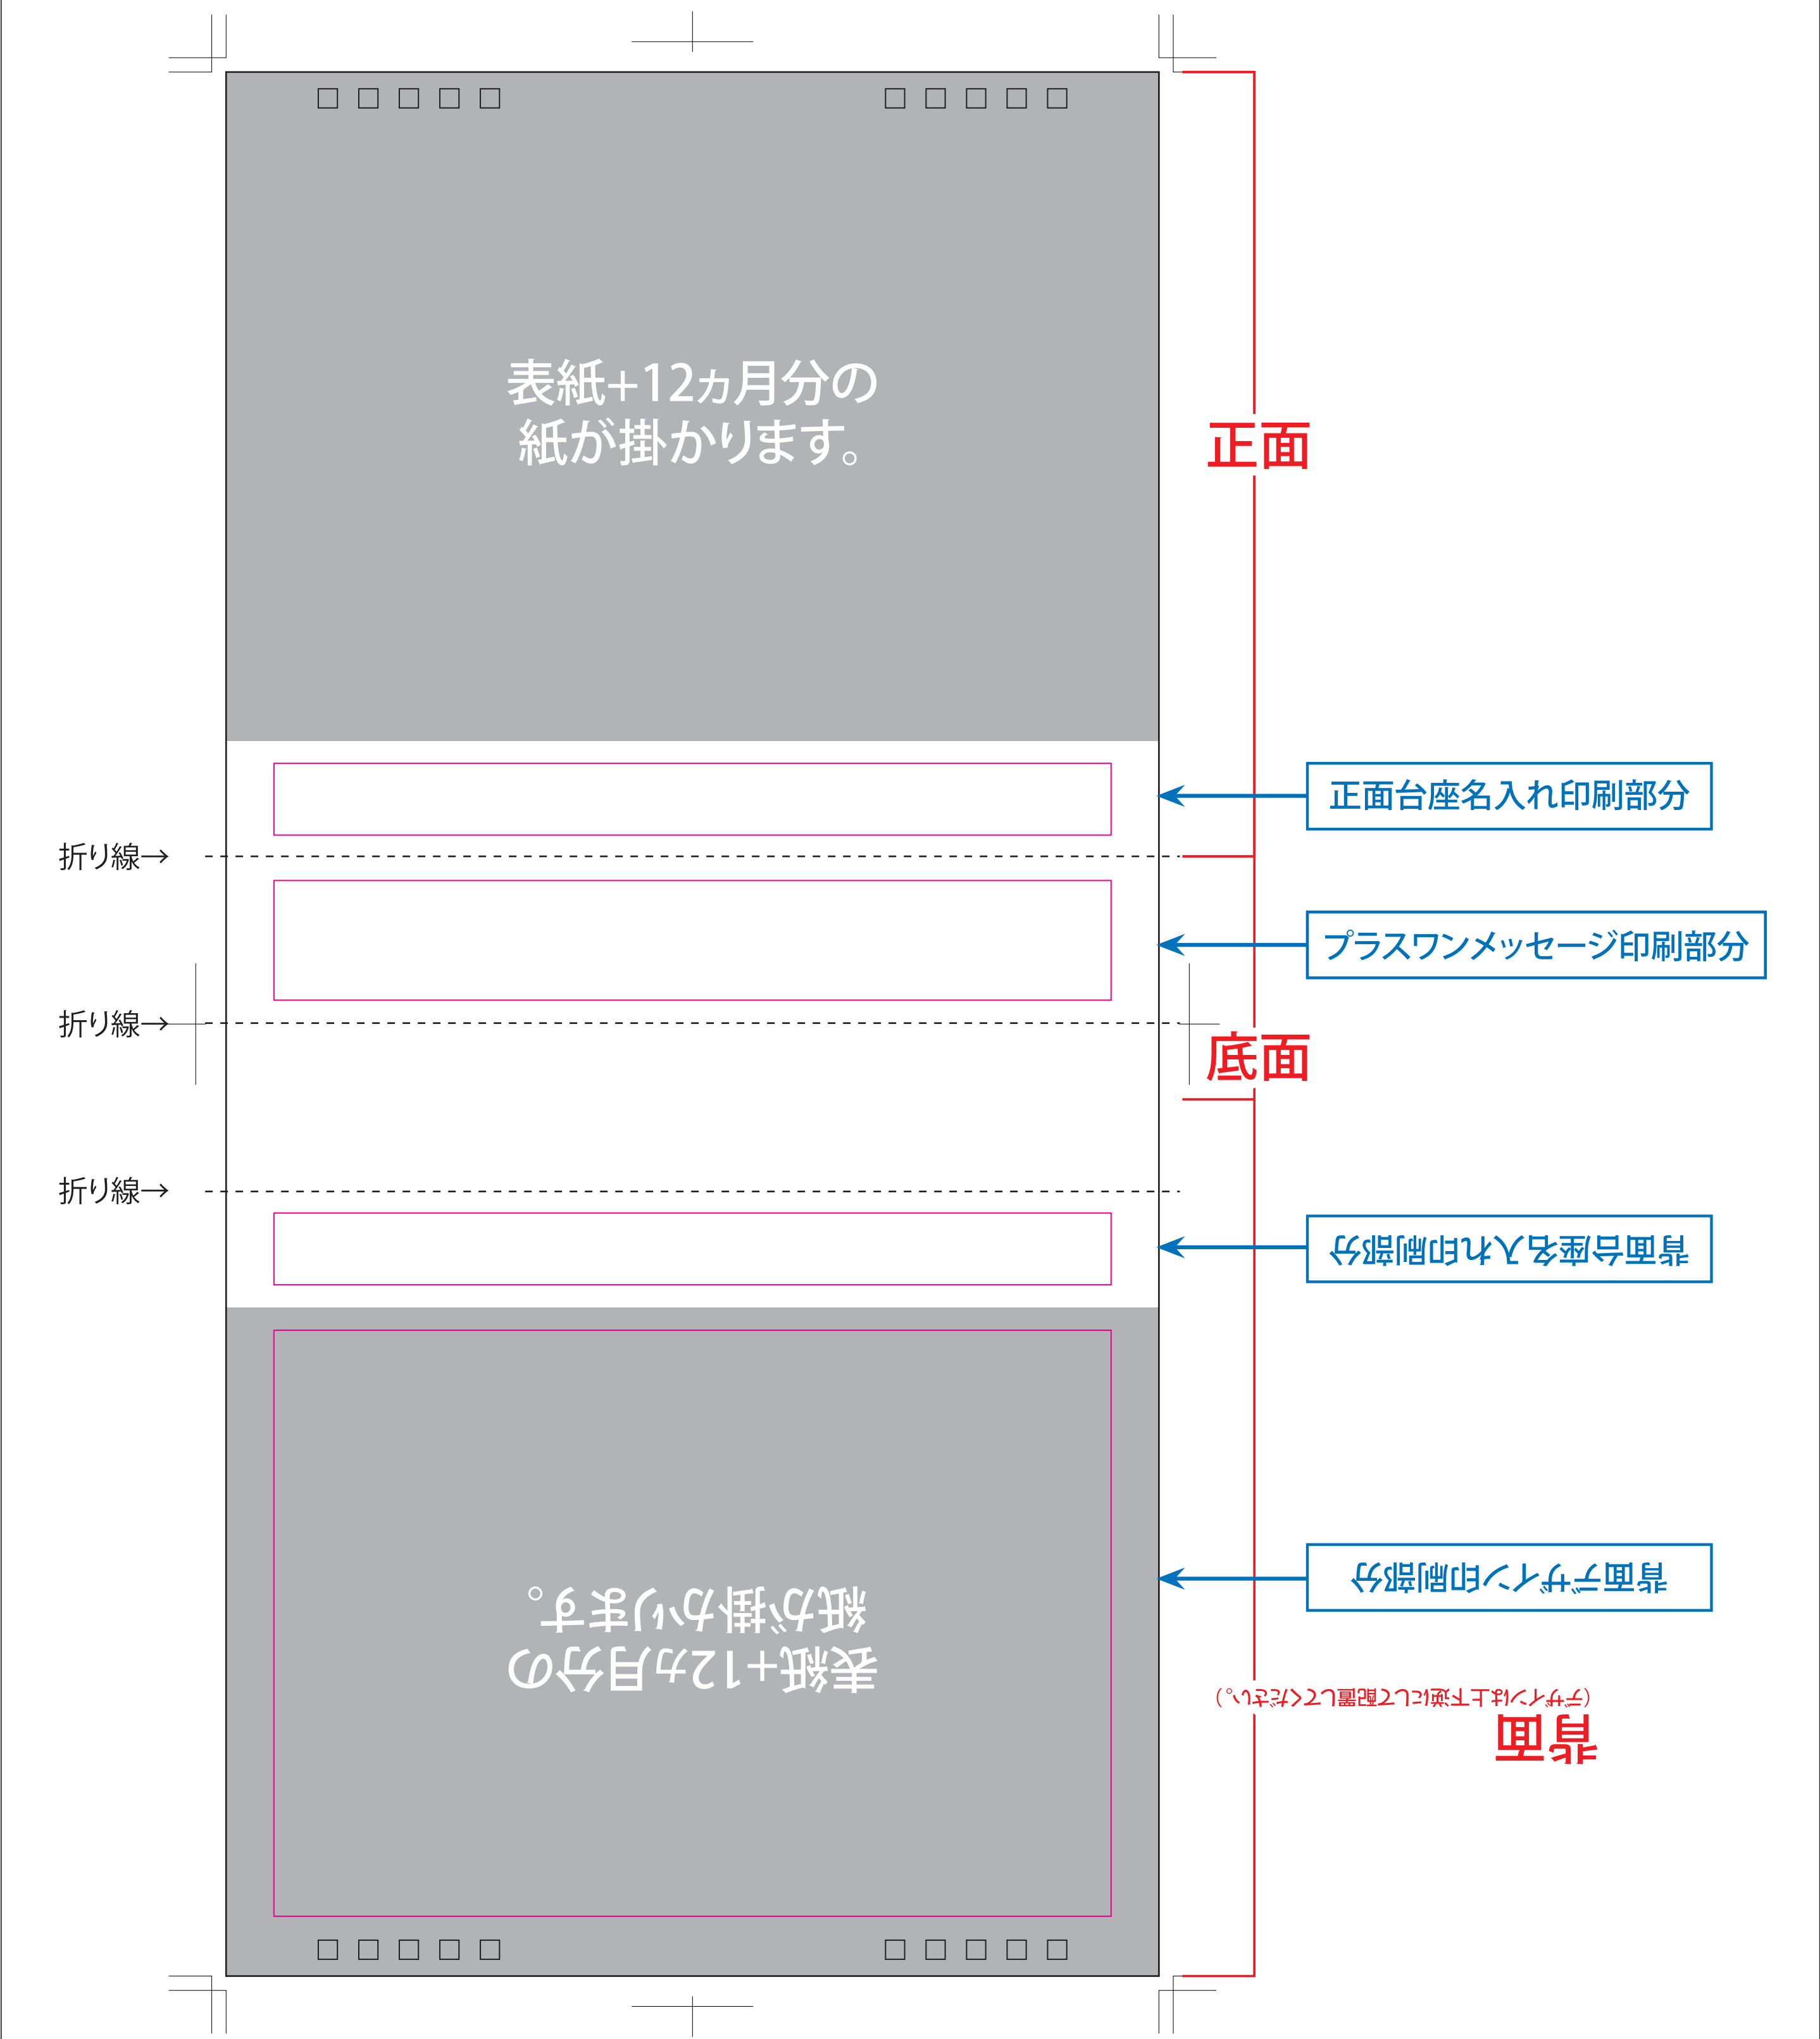 表紙+12ヵ月分の
紙が掛かります。
正面
正面台座名入れ印刷部分
折り線→
プラスワンメッセージ印刷部分
折り線→
底面
折り線→
背面台座名入れ印刷部分
背面デザイン印刷部分
表紙+12ヵ月分の
紙が掛かります。
背面
（デザインは上下逆にして配置してください。）